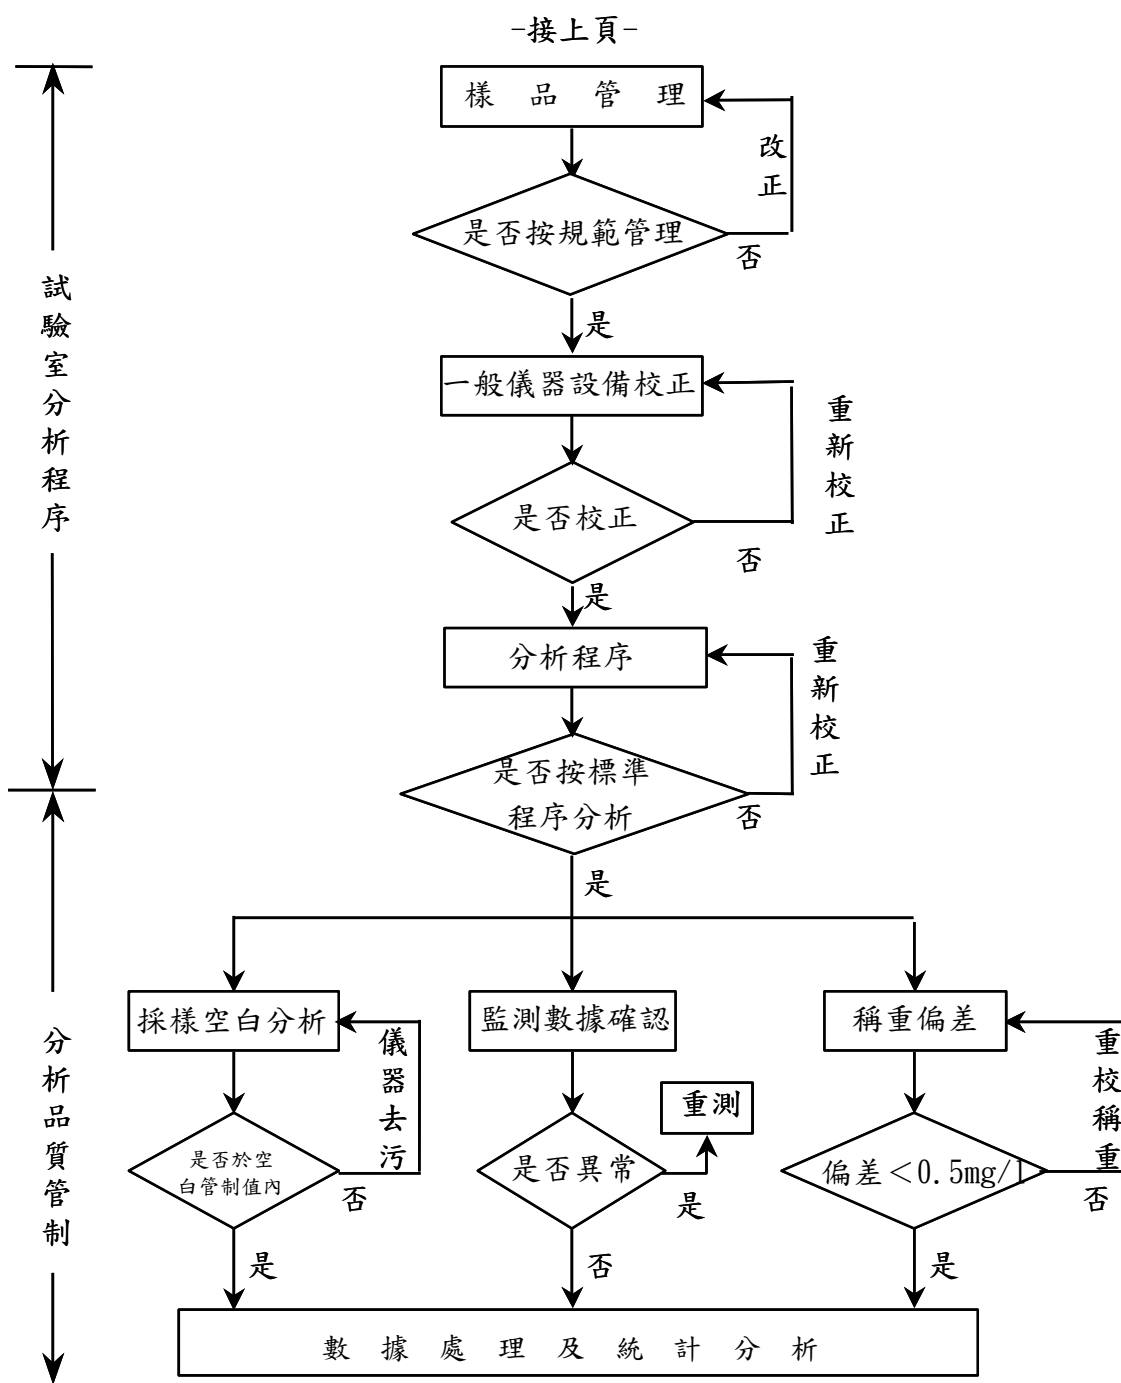 -接上頁-
樣品管理
改正
是否按規範管理
否
是
試驗室分析程序
一般儀器設備校正
重新校正
是否校正
否
是
分析程序
重新校正
是否按標準
程序分析
否
是
採樣空白分析
儀器去污
監測數據確認
稱重偏差
重校稱重
分析品質管制
重測
是否於空
白管制值內
否
是否異常
是
偏差＜0.5mg/l
否
是
否
是
數據處理及統計分析